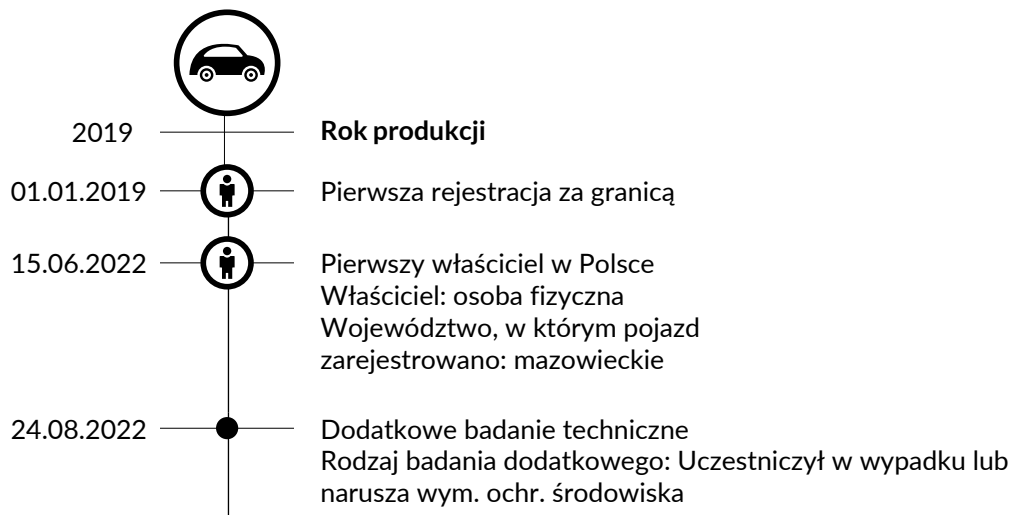 2019 Rok produkcji
01.01.2019 Pierwsza rejestracja za granicą
15.06.2022 Pierwszy właściciel w Polsce
Właściciel: osoba fizyczna
Województwo, w którym pojazd
zarejestrowano: mazowieckie
24.08.2022 Dodatkowe badanie techniczne
Rodzaj badania dodatkowego: Uczestniczył w wypadku lub
narusza wym. ochr. środowiska